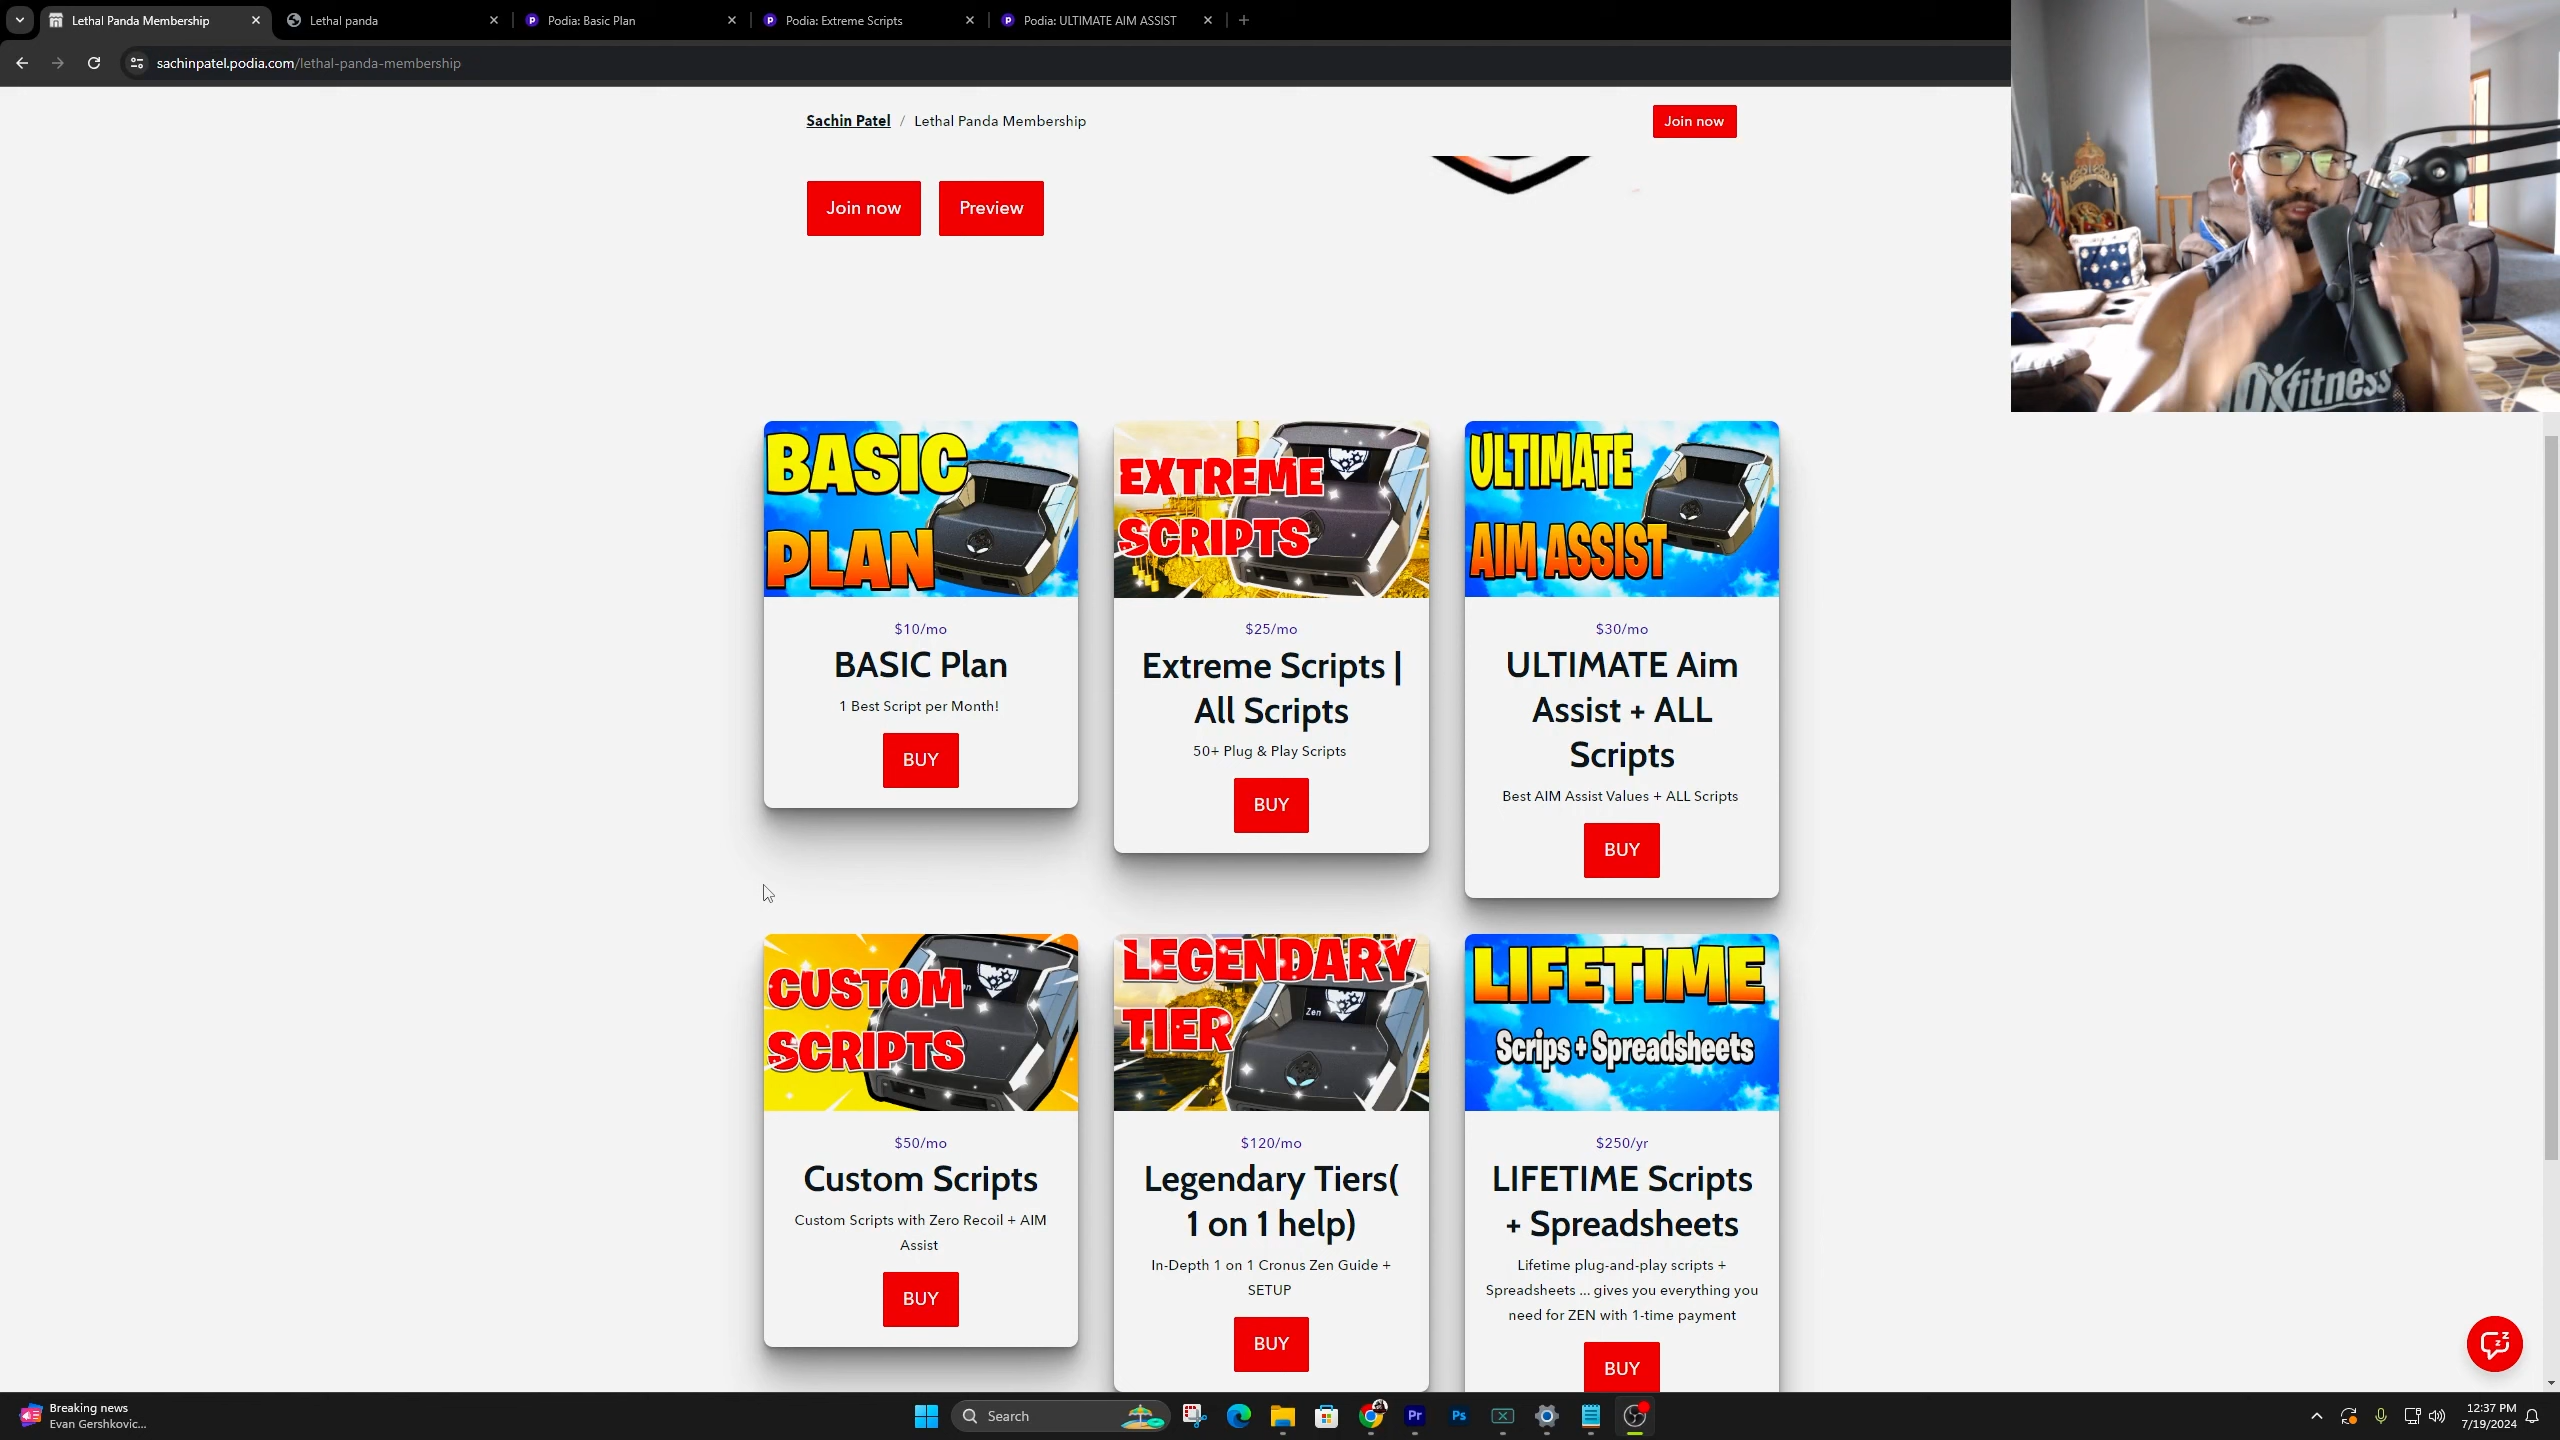 Lethal Panda Membership
Lethal panda
Podia: Basic Plan
Podia: Extreme Scripts
Podia: ULTIMATE AIM ASSIST
sachinpatel.podia.com/lethal-panda-membership
Sachin Patel / Lethal Panda Membership
Join now
Join now
Preview
fitness
BASIC
PLAN
EXTREME
SCRIPTS
ULTIMATE
AIM ASSIST
$10/mo
BASIC Plan
1 Best Script per Month!
BUY
$25/mo
Extreme Scripts |
All Scripts
50+ Plug & Play Scripts
BUY
$30/mo
ULTIMATE Aim
Assist + ALL
Scripts
Best AIM Assist Values + ALL Scripts
BUY
CUSTOM
SCRIPTS
LEGENDARY
TIER
Zen
LIFETIME
Scrips + Spreadsheets
$50/mo
Custom Scripts
Custom Scripts with Zero Recoil + AIM
Assist
BUY
$120/mo
Legendary Tiers(
1 on 1 help)
In-Depth 1 on 1 Cronus Zen Guide +
SETUP
BUY
$250/yr
LIFETIME Scripts
+ Spreadsheets
Lifetime plug-and-play scripts +
Spreadsheets ... gives you everything you
need for ZEN with 1-time payment
BUY
Breaking news
Evan Gershkovic...
Search
Pr
Ps
12:37 PM
7/19/2024